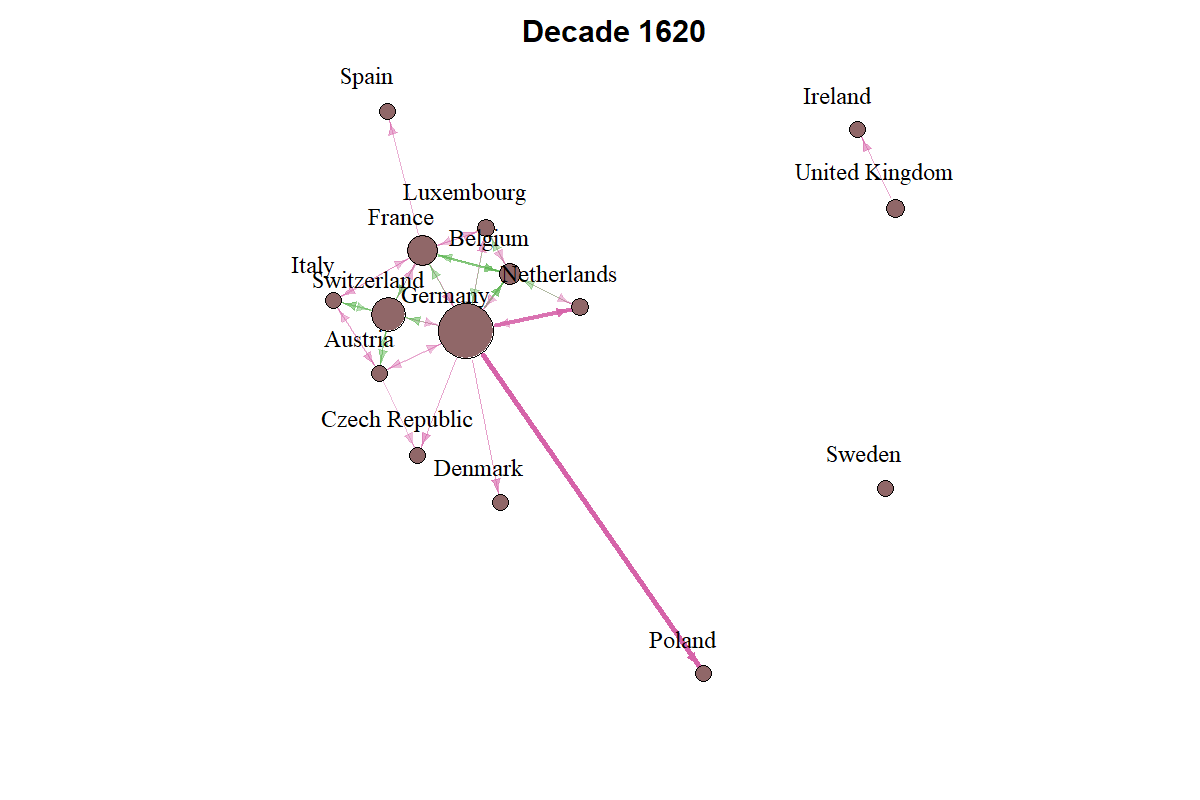 Decade 1620
Spain
Ireland
United Kingdom
Luxembourg
France
Belgium
Italy
Switzerland
Netherlands
Germany
Austria
Czech Republic
Sweden
Denmark
Poland